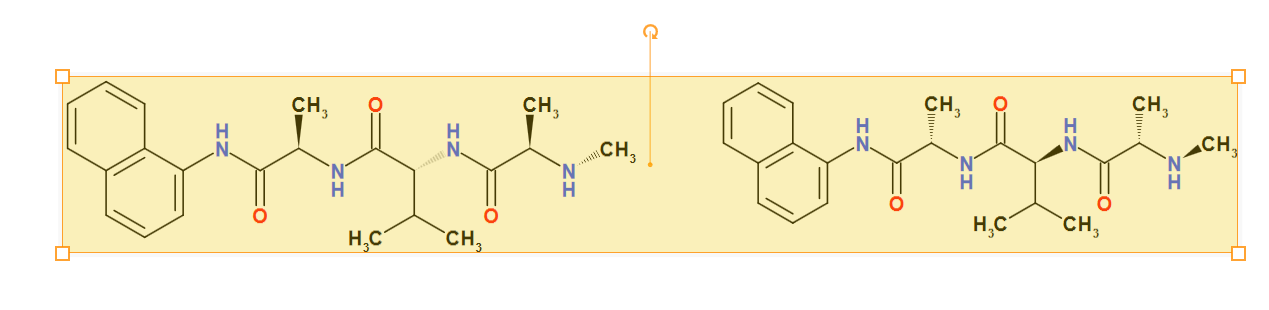 CH3 O H CH3 CH3 O H CH3
H N N CH3 H N N CH3
N N N N
H H H H
O O O O
H3C CH3 H3C CH3